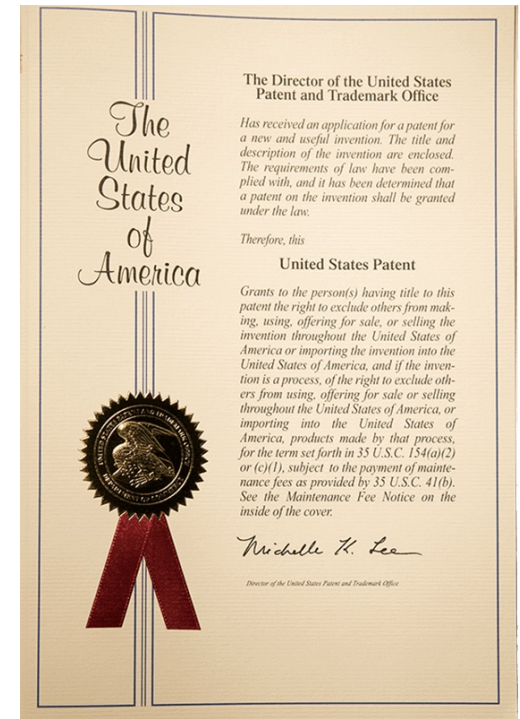 The
United
States
of
America
The Director of the United States
Patent and Trademark Office
Has received an application for a patent for
a new and useful invention. The title and
description of the invention are enclosed.
The requirements of law have been com-
plied with, and it has been determined that
a patent on the invention shall be granted
under the law.
Therefore, this
United States Patent
Grants to the person(s) having title to this
patent the right to exclude others from mak-
ing, using, offering for sale, or selling the
invention throughout the United States of
America or importing the invention into the
United States of America, and if the inven-
tion is a process, of the right to exclude oth-
ers from using, offering for sale or selling
throughout the United States of America, or
importing into the United States of
America, products made by that process,
for the term set forth in 35 U.S.C. 154(a)(2)
or (c)(1), subject to the payment of mainte-
nance fees as provided by 35 U.S.C. 41(b).
See the Maintenance Fee Notice on the
inside of the cover.
Michelle K. Lee
Director of the United States Patent and Trademark Office
UNITED STATES PATENT AND TRADEMARK OFFICE
DEPARTMENT OF COMMERCE